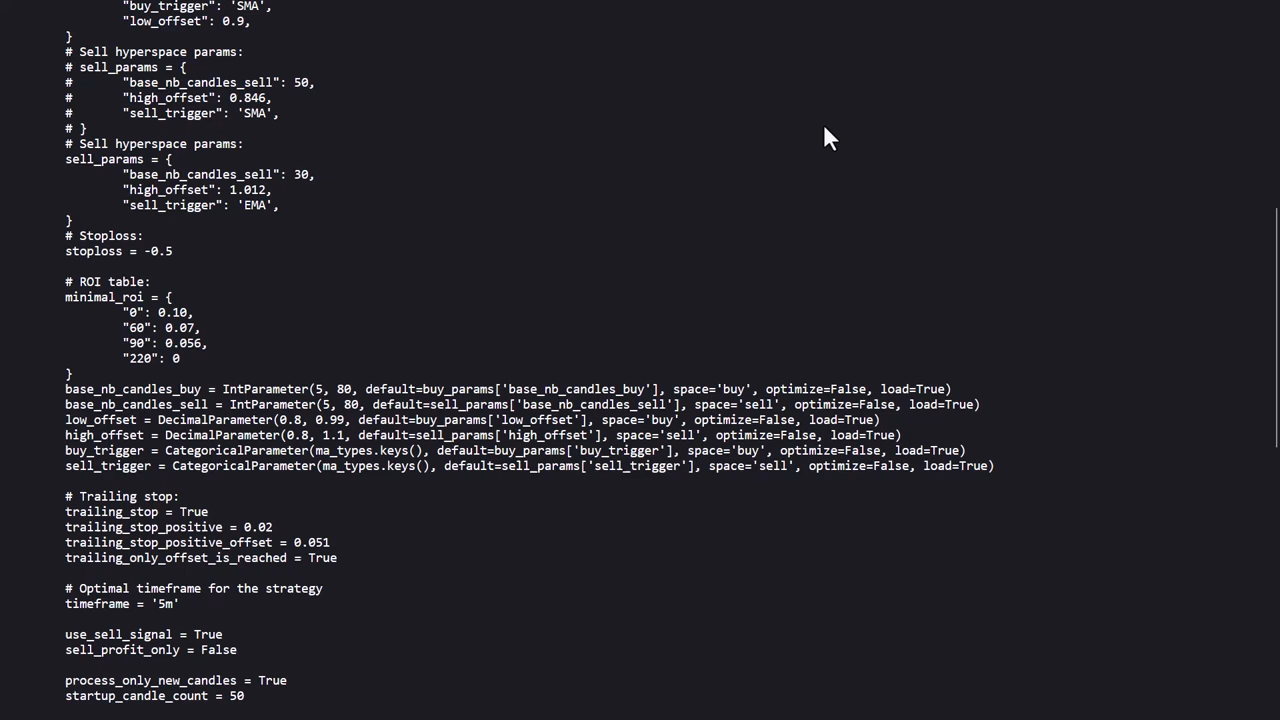 "buy_trigger": 'SMA',
"low_offset": 0.9,
}
# Sell hyperspace params:
# sell_params = {
#       "base_nb_candles_sell": 50,
#       "high_offset": 0.846,
#       "sell_trigger": 'SMA',
# }
# Sell hyperspace params:
sell_params = {
        "base_nb_candles_sell": 30,
        "high_offset": 1.012,
        "sell_trigger": 'EMA',
}
# Stoploss:
stoploss = -0.5
# ROI table:
minimal_roi = {
        "0": 0.10,
        "60": 0.07,
        "90": 0.056,
        "220": 0
}
base_nb_candles_buy = IntParameter(5, 80, default=buy_params['base_nb_candles_buy'], space='buy', optimize=False, load=True)
base_nb_candles_sell = IntParameter(5, 80, default=sell_params['base_nb_candles_sell'], space='sell', optimize=False, load=True)
low_offset = DecimalParameter(0.8, 0.99, default=buy_params['low_offset'], space='buy', optimize=False, load=True)
high_offset = DecimalParameter(0.8, 1.1, default=sell_params['high_offset'], space='sell', optimize=False, load=True)
buy_trigger = CategoricalParameter(ma_types.keys(), default=buy_params['buy_trigger'], space='buy', optimize=False, load=True)
sell_trigger = CategoricalParameter(ma_types.keys(), default=sell_params['sell_trigger'], space='sell', optimize=False, load=True)
# Trailing stop:
trailing_stop = True
trailing_stop_positive = 0.02
trailing_stop_positive_offset = 0.051
trailing_only_offset_is_reached = True
# Optimal timeframe for the strategy
timeframe = '5m'
use_sell_signal = True
sell_profit_only = False
process_only_new_candles = True
startup_candle_count = 50